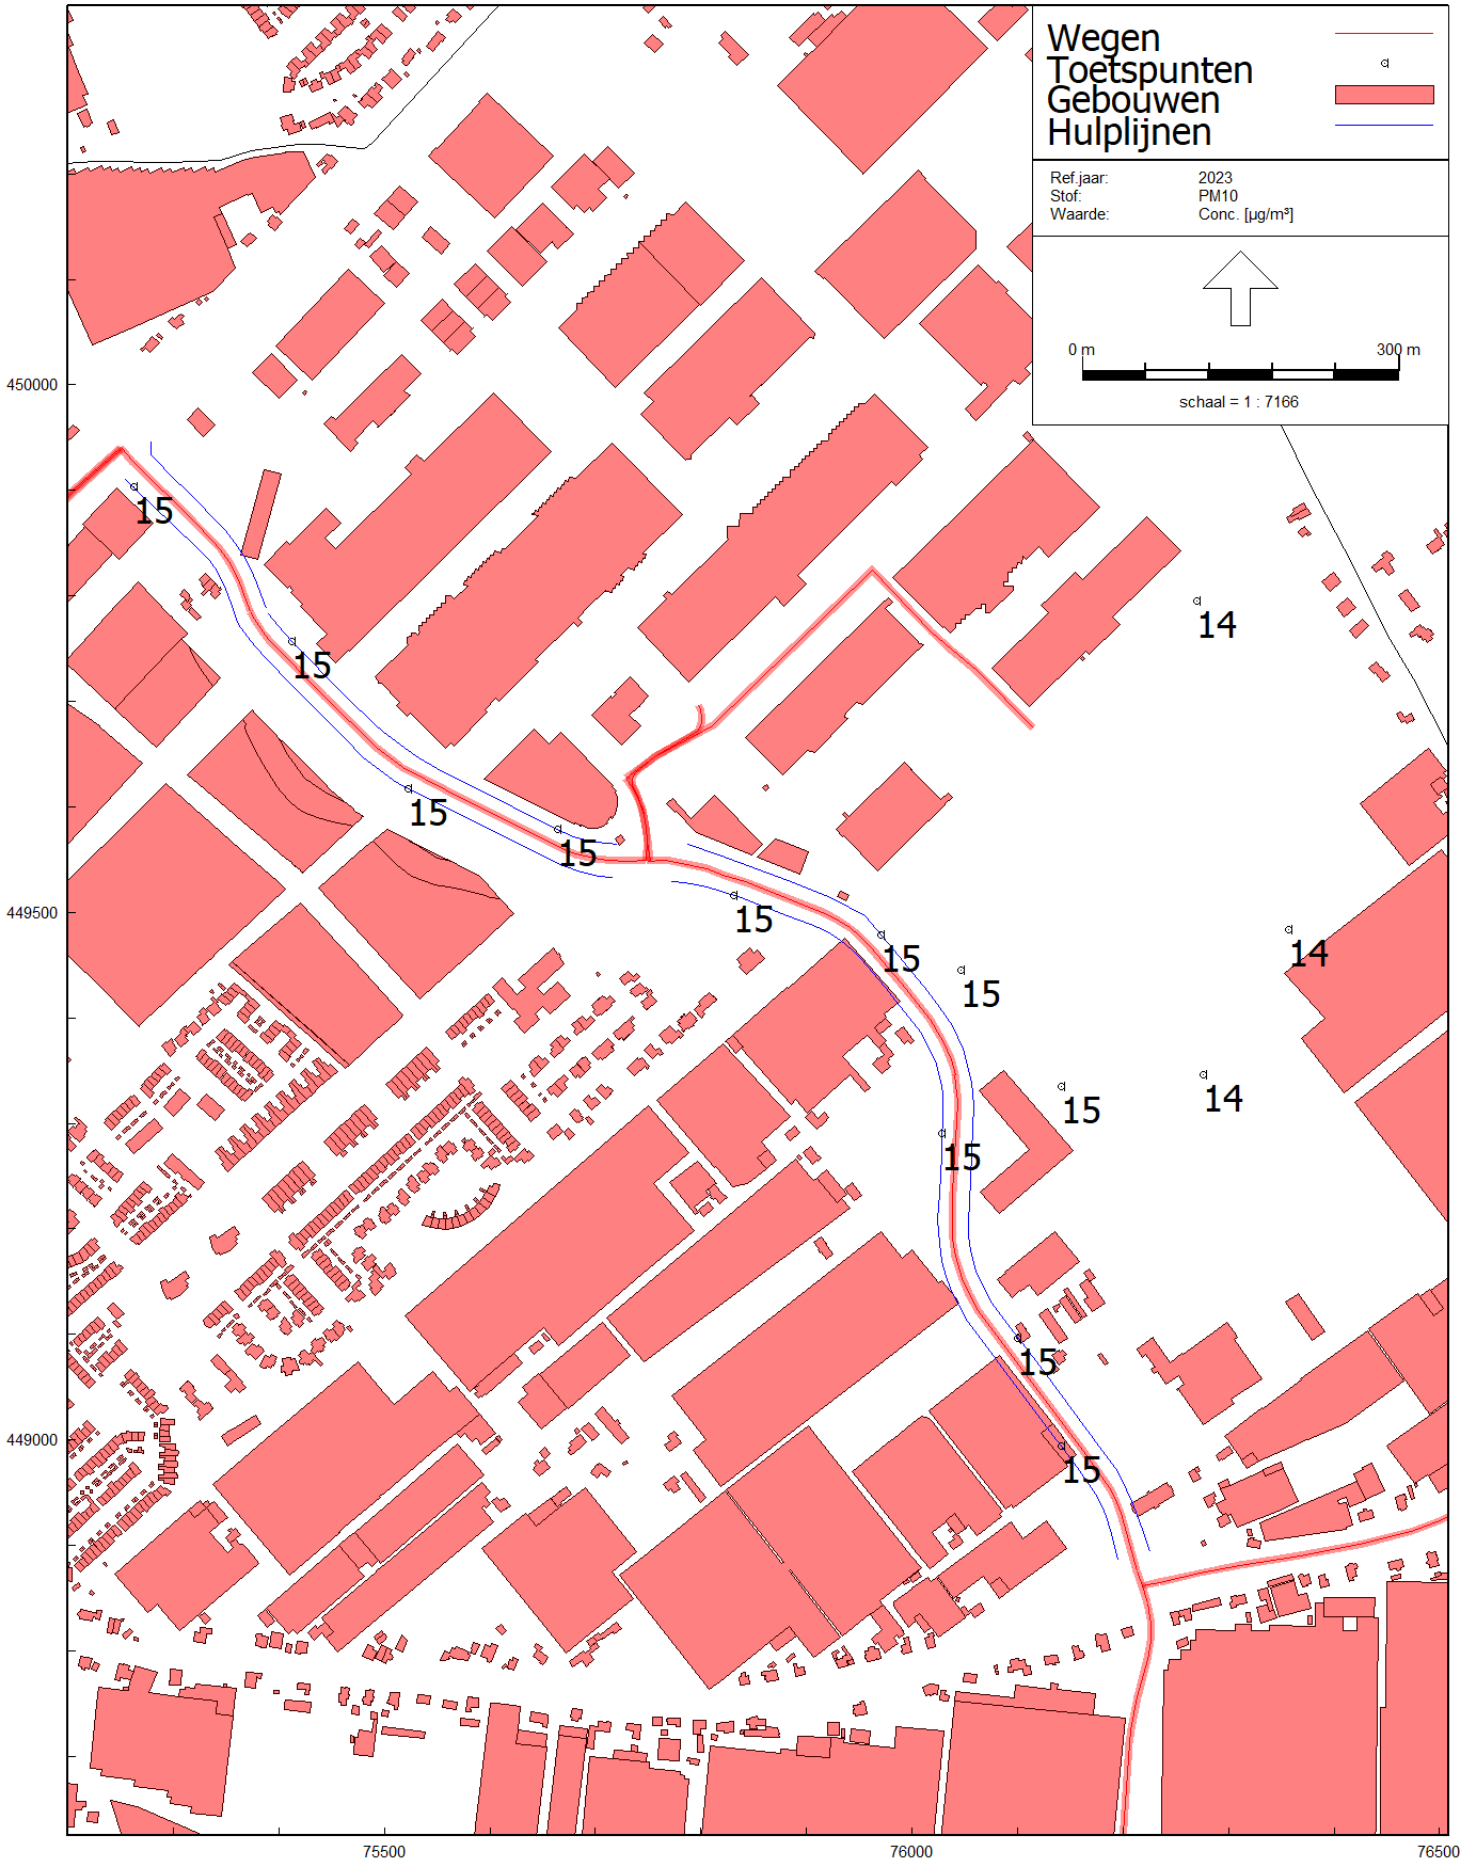 Wegen
Toetspunten
Gebouwen
Hulplijnen
Ref.jaar: 2023
Stof: PM10
Waarde: Conc. [µg/m³]
0 m 300 m
schaal = 1 : 7166
450000
15
14
15
15
15
449500
15
15
14
15
14
15
15
15
449000
15
75500 76000 76500